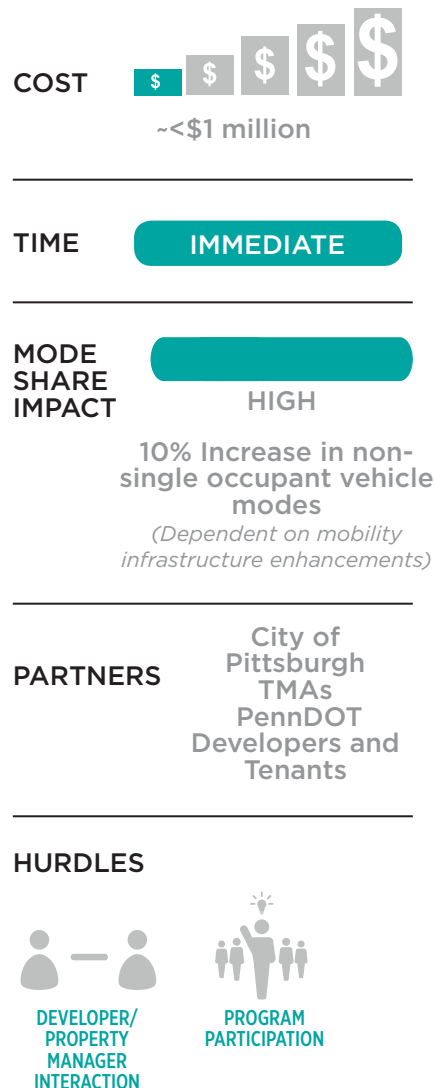 COST
$ $ $ $ $
~<$1 million
TIME
IMMEDIATE
MODE
SHARE
IMPACT
HIGH
10% Increase in non-
single occupant vehicle
modes
(Dependent on mobility
infrastructure enhancements)
PARTNERS
City of
Pittsburgh
TMAs
PennDOT
Developers and
Tenants
HURDLES
DEVELOPER/
PROPERTY
MANAGER
INTERACTION
PROGRAM
PARTICIPATION